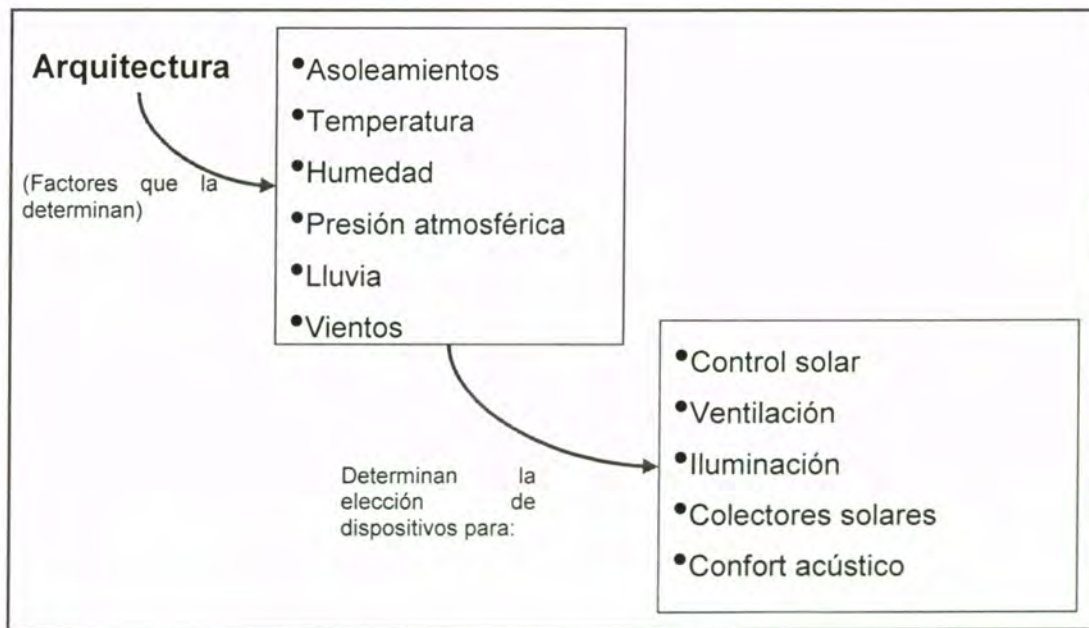 Arquitectura
(Factores que la
determinan)
•Asoleamientos
•Temperatura
•Humedad
•Presión atmosférica
•Lluvia
•Vientos
Determinan la
elección de
dispositivos para:
•Control solar
•Ventilación
•Iluminación
•Colectores solares
•Confort acústico